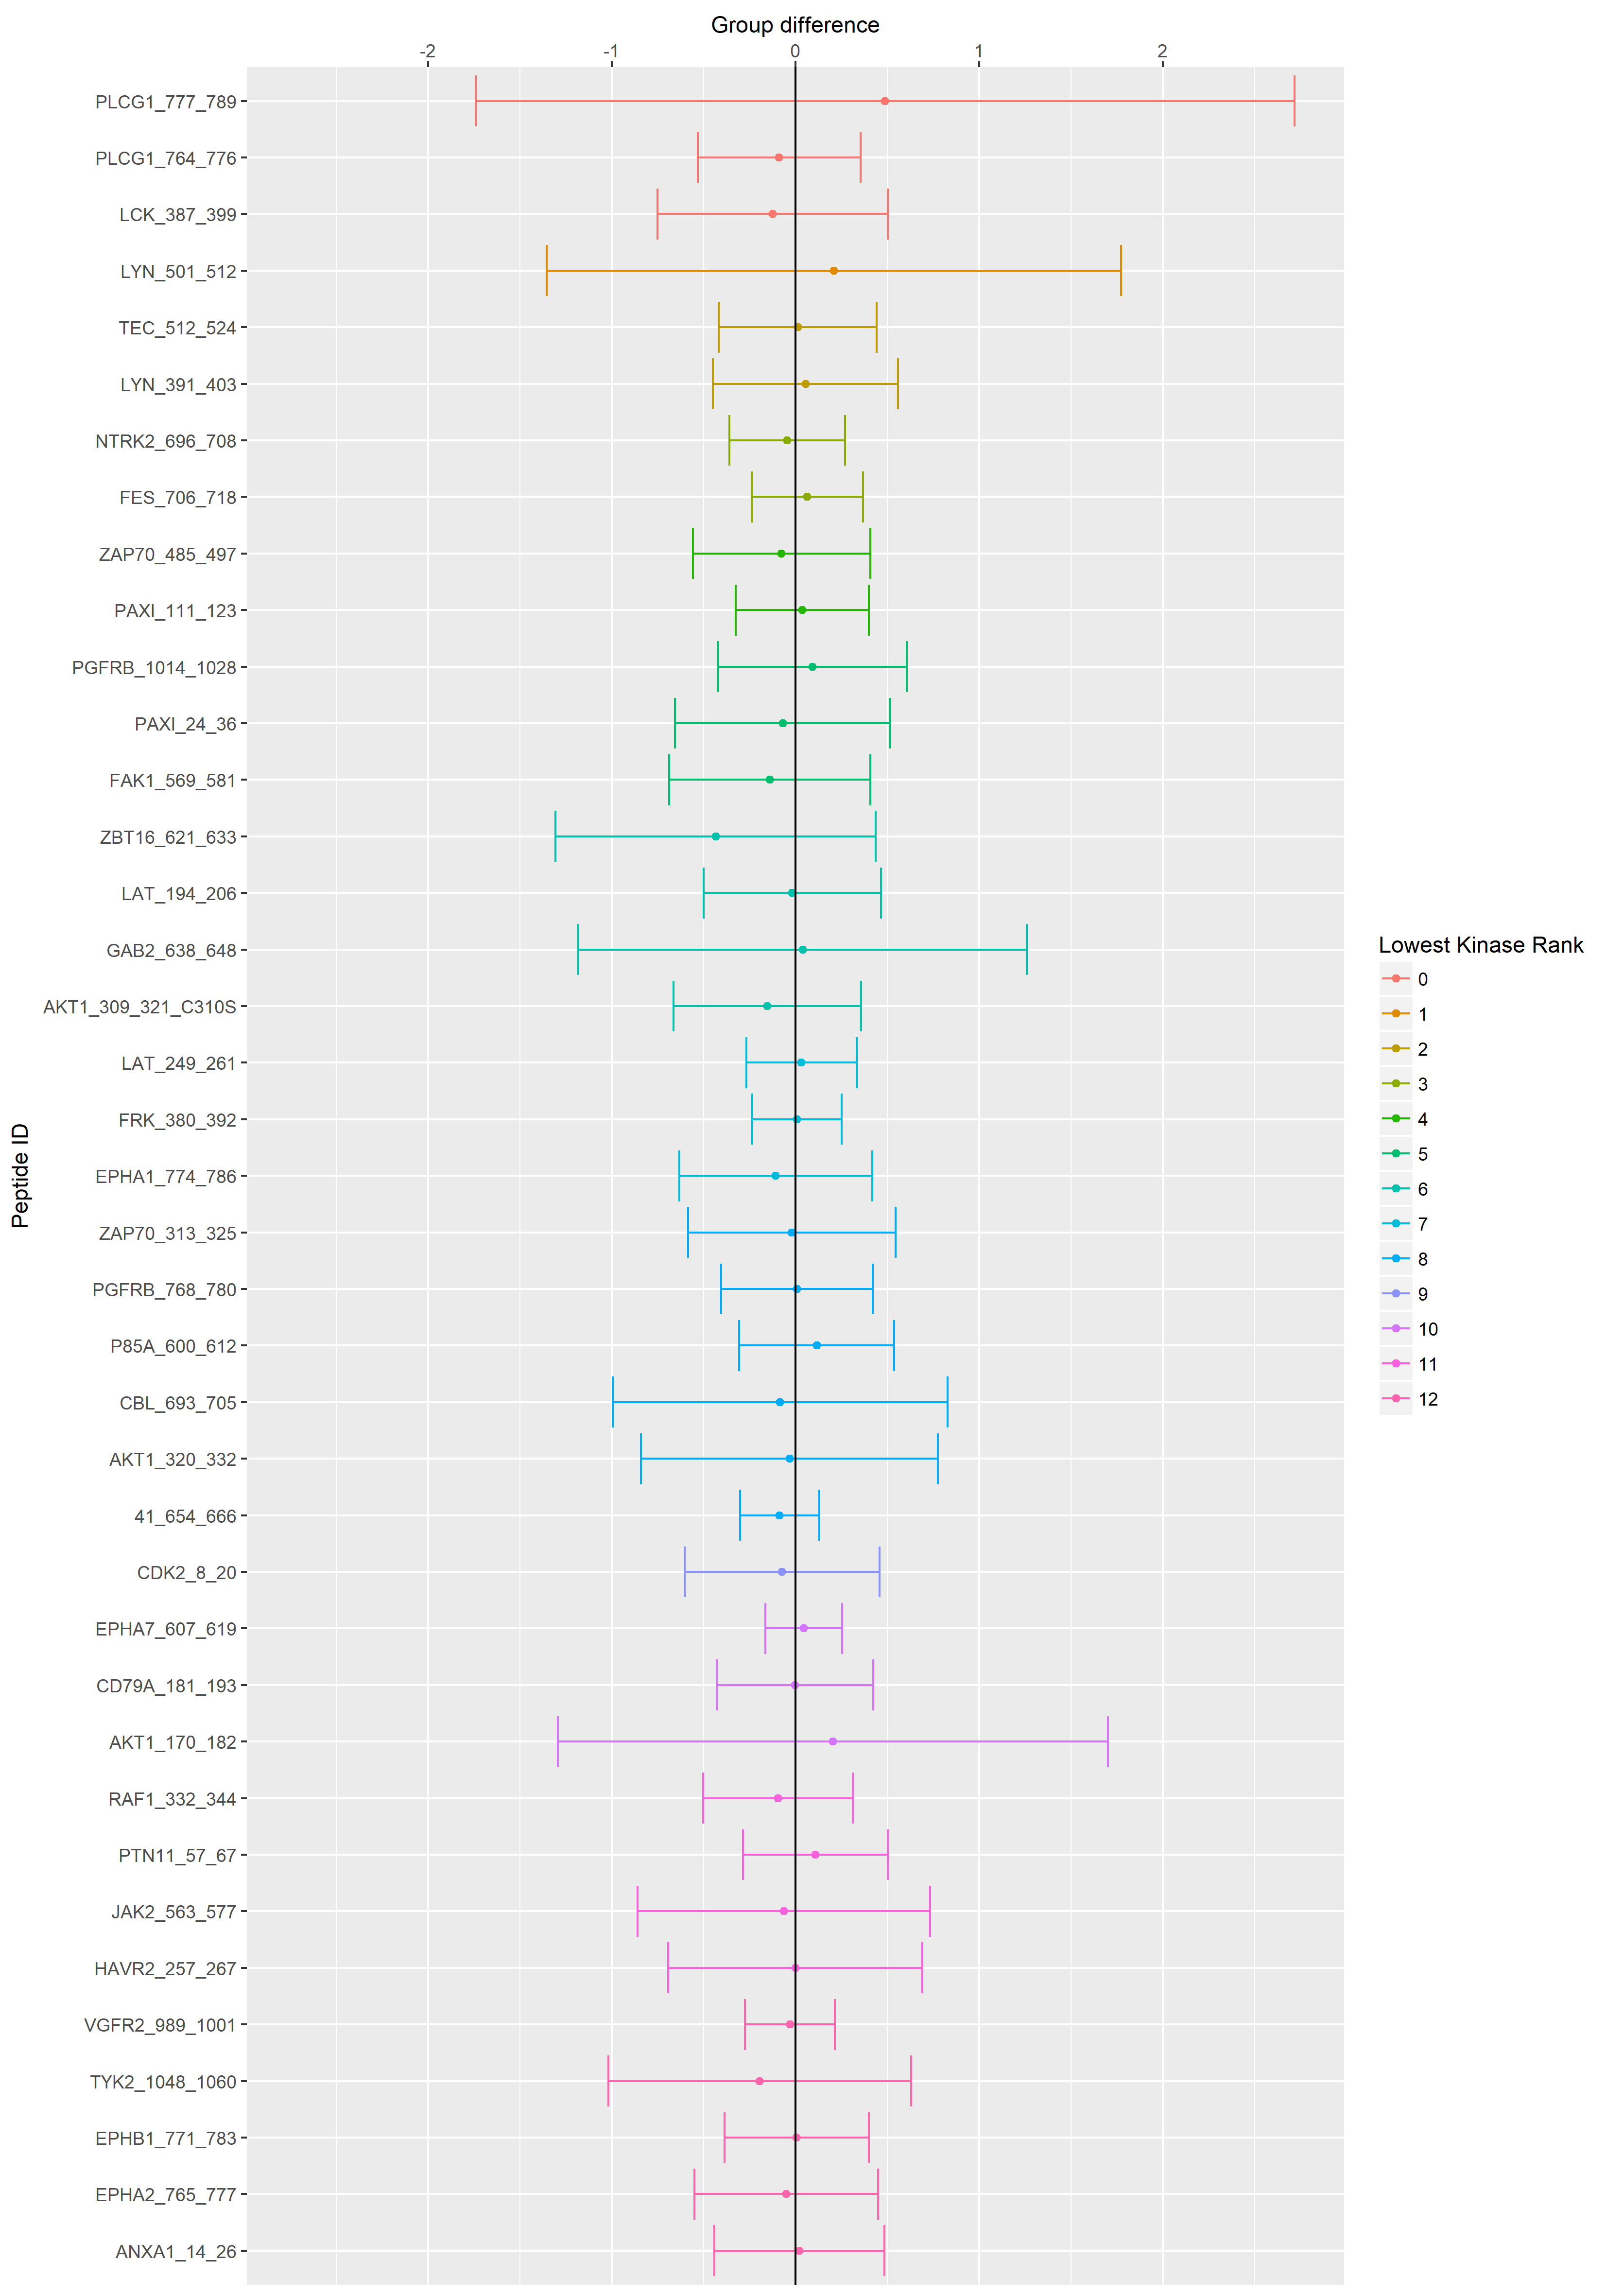 Group difference
-2 -1 0 1 2
PLCG1_777_789
PLCG1_764_776
LCK_387_399
LYN_501_512
TEC_512_524
LYN_391_403
NTRK2_696_708
FES_706_718
ZAP70_485_497
PAXI_111_123
PGFRB_1014_1028
PAXI_24_36
FAK1_569_581
ZBT16_621_633
LAT_194_206
GAB2_638_648
AKT1_309_321_C310S
LAT_249_261
FRK_380_392
EPHA1_774_786
ZAP70_313_325
PGFRB_768_780
P85A_600_612
CBL_693_705
AKT1_320_332
41_654_666
CDK2_8_20
EPHA7_607_619
CD79A_181_193
AKT1_170_182
RAF1_332_344
PTN11_57_67
JAK2_563_577
HAVR2_257_267
VGFR2_989_1001
TYK2_1048_1060
EPHB1_771_783
EPHA2_765_777
ANXA1_14_26
Peptide ID
Lowest Kinase Rank
0
1
2
3
4
5
6
7
8
9
10
11
12